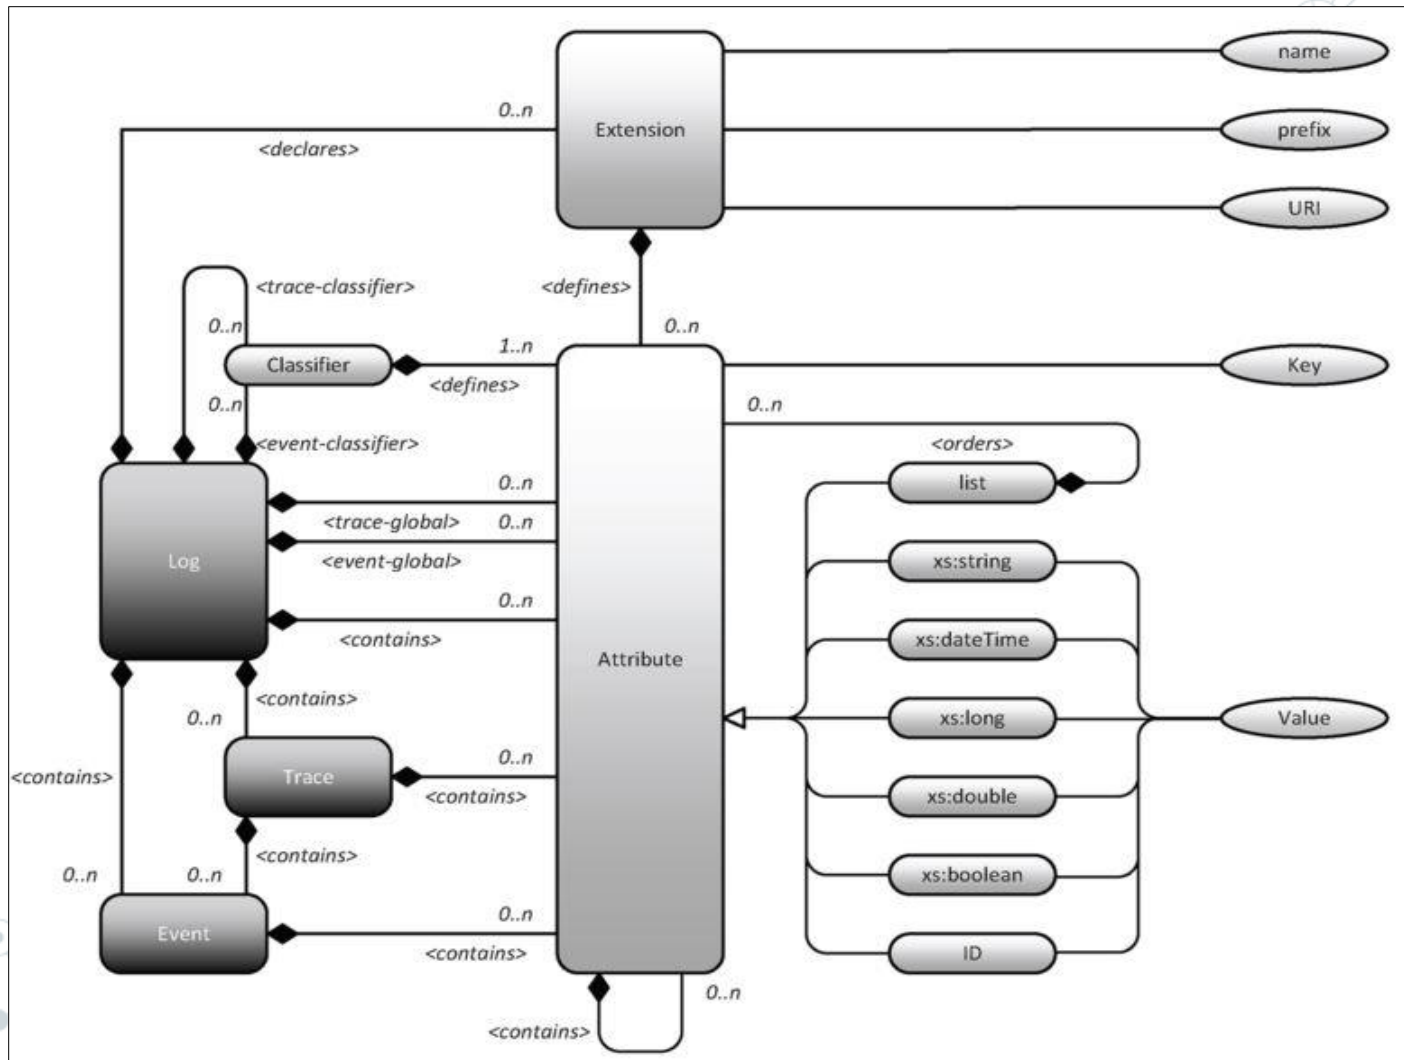 name
0..n
Extension
prefix
<declares>
URI
<trace-classifier>
<defines>
0..n
0..n
1..n
Classifier
Key
<defines>
0..n
0..n
<event-classifier>
<orders>
0..n
list
<trace-global>
0..n
Log
<event-global>
xs:string
0..n
<contains>
xs:dateTime
Attribute
<contains>
0..n
xs:long
Value
0..n
<contains>
Trace
<contains>
xs:double
<contains>
0..n
0..n
xs:boolean
0..n
Event
<contains>
ID
0..n
<contains>